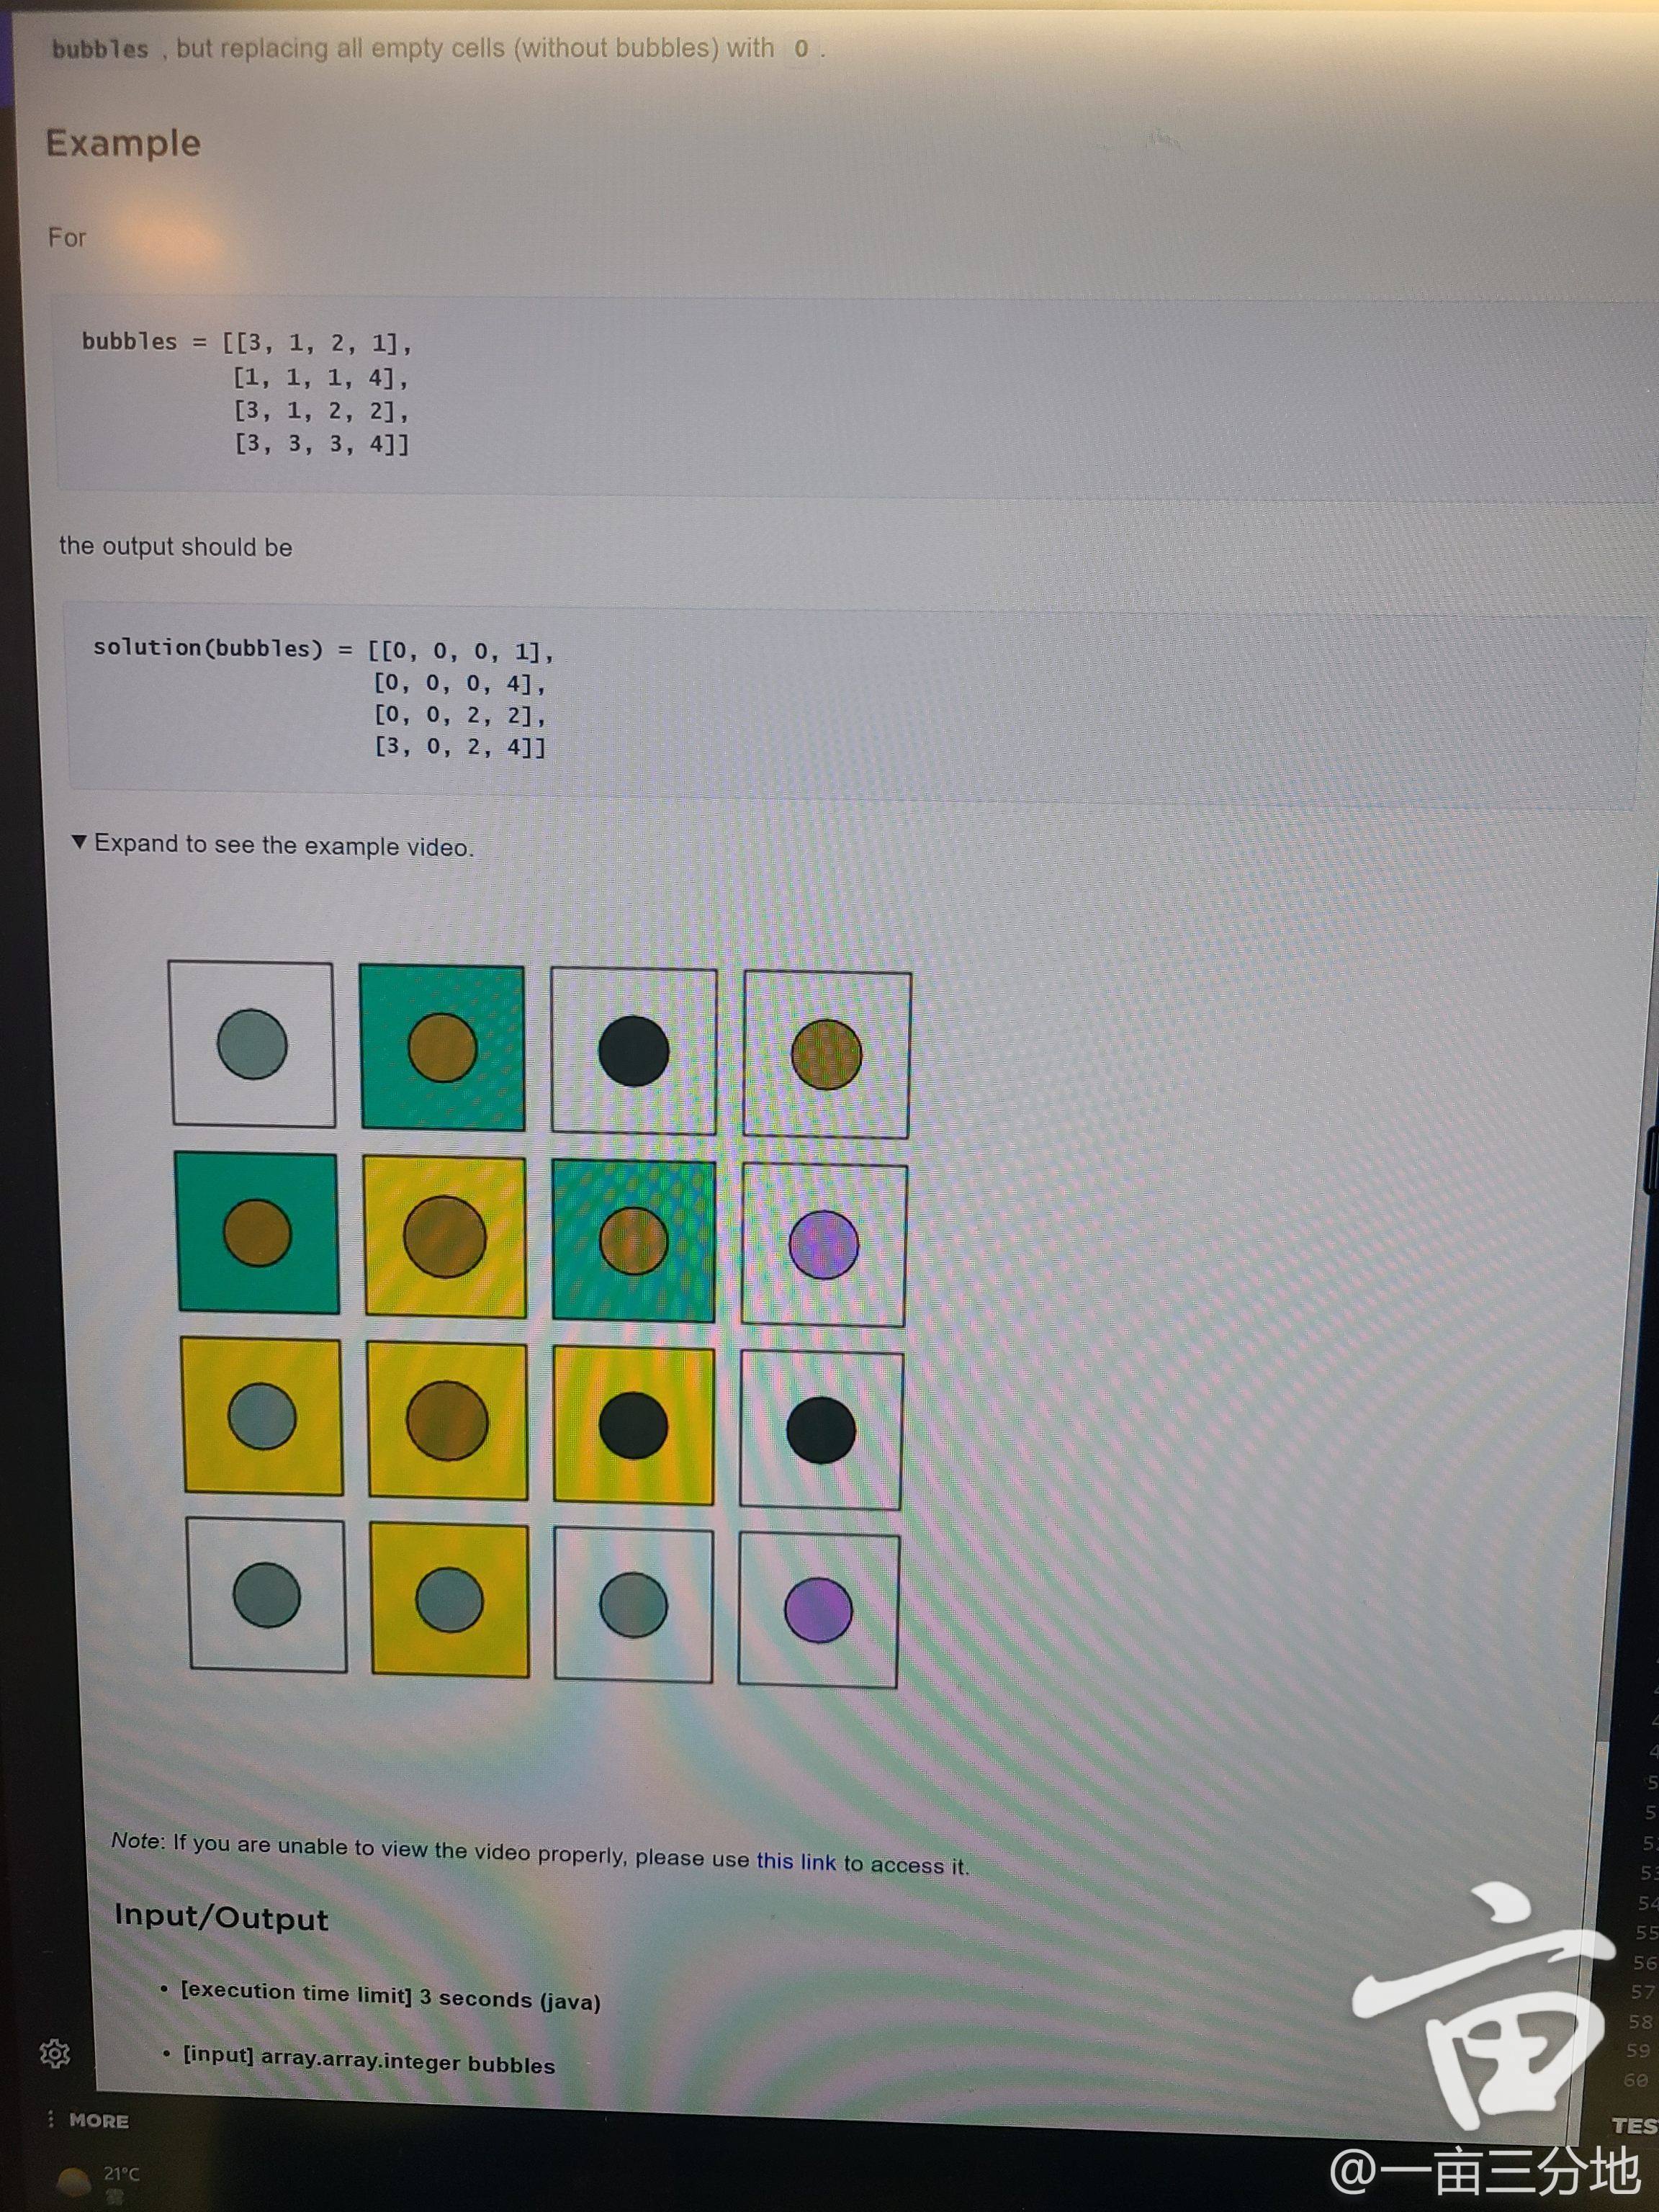 bubbles , but replacing all empty cells (without bubbles) with 0 .
Example
For
bubbles = [[3, 1, 2, 1],
[1, 1, 1, 4],
[3, 1, 2, 2],
[3, 3, 3, 4]]
the output should be
solution(bubbles) = [[0, 0, 0, 1],
[0, 0, 0, 4],
[0, 0, 2, 2],
[3, 0, 2, 4]]
▼ Expand to see the example video.
Note: If you are unable to view the video properly, please use this link to access it.
Input/Output
• [execution time limit] 3 seconds (java)
• [input] array.array.integer bubbles
54
55
56
57
58
59
60
MORE
TES
21°C
亩
@一亩三分地